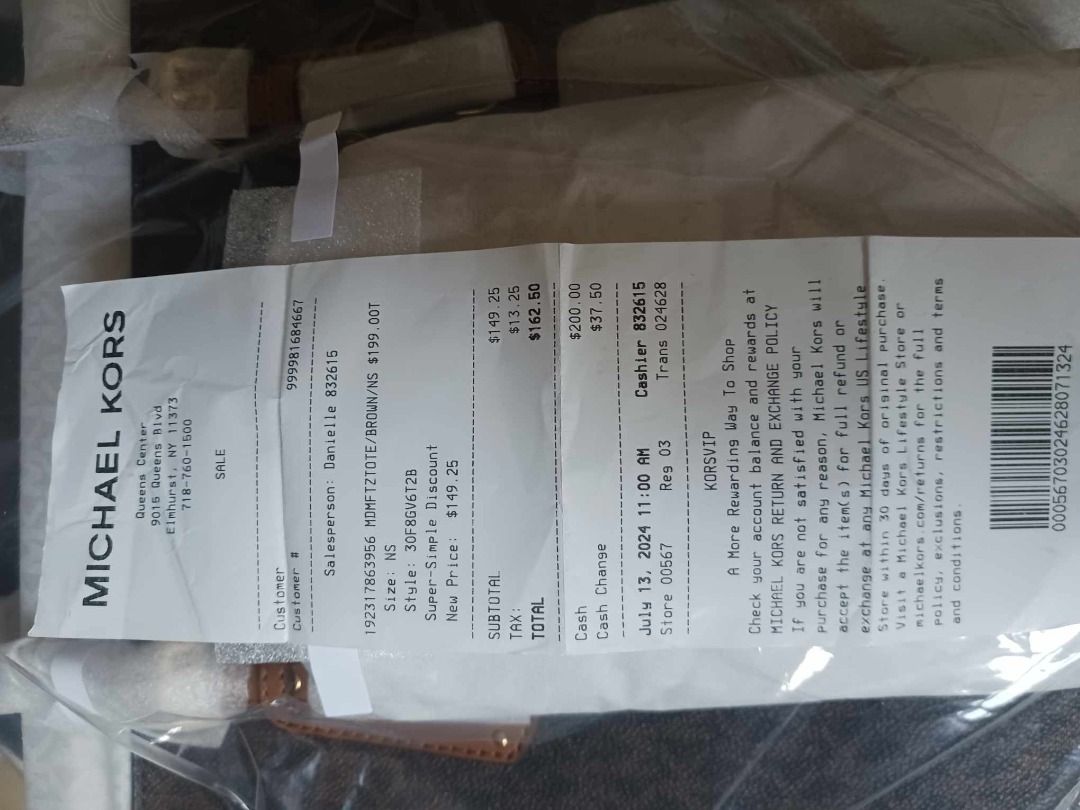 MICHAEL KORS
Queens Center
9015 Queens Blvd
Elmhurst, NY 11373
718-760-1500
SALE
Customer
Customer # 999981684667
Salesperson: Danielle 832615
192317863956 MDMFTZTOTE/BROWN/NS $199.00T
Size: NS
Style: 30F8GV6T2B
Super-Simple Discount
New Price: $149.25
SUBTOTAL $149.25
TAX: $13.25
TOTAL $162.50
Cash $200.00
Cash Change $37.50
July 13, 2024 11:00 AM Cashier 832615
Store 00567 Reg 03 Trans 024628
KORSVIP
A More Rewarding Way To Shop
Check your account balance and rewards at
MICHAEL KORS RETURN AND EXCHANGE POLICY
If you are not satisfied with your
purchase for any reason, Michael Kors will
accept the item(s) for full refund or
exchange at any Michael Kors US Lifestyle
Store within 30 days of original purchase.
Visit a Michael Kors Lifestyle Store or
michaelkors.com/returns for the full
policy, exclusions, restrictions and terms
and conditions.
00056703024628071324